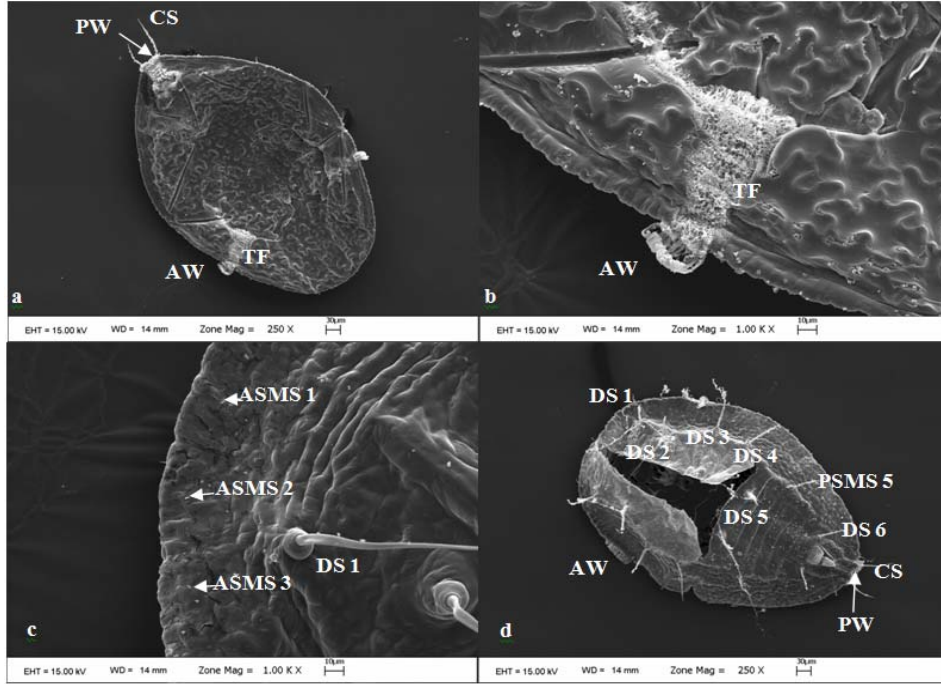 CS
PW
AW
TF
a
EHT = 15.00 kV WD = 14 mm Zone Mag = 250 X 30µm
TF
AW
b
EHT = 15.00 kV WD = 14 mm Zone Mag = 1.00 K X 10µm
ASMS 1
ASMS 2
DS 1
ASMS 3
c
EHT = 15.00 kV WD = 14 mm Zone Mag = 1.00 K X 10µm
DS 1
DS 3
DS 2
DS 4
PSMS 5
DS 5
DS 6
AW
CS
PW
d
EHT = 15.00 kV WD = 14 mm Zone Mag = 250 X 30µm